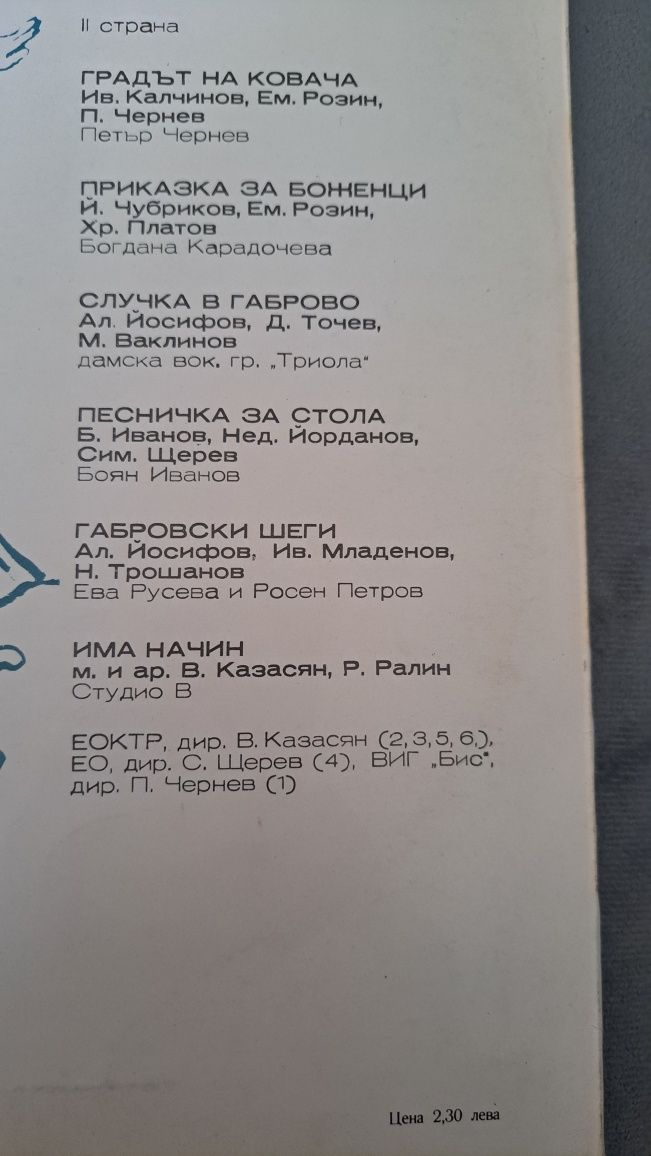 II страна
ГРАДЪТ НА КОВАЧА
Ив. Калчинов, Ем. Розин,
П. Чернев
Петър Чернев
ПРИКАЗКА ЗА БОЖЕНЦИ
Й. Чубриков, Ем. Розин,
Хр. Платов
Богдана Карадочева
СЛУЧКА В ГАБРОВО
Ал. Йосифов, Д. Точев,
М. Ваклинов
дамска вок. гр. „Триола“
ПЕСНИЧКА ЗА СТОЛА
Б. Иванов, Нед. Йорданов,
Сим. Щерев
Боян Иванов
ГАБРОВСКИ ШЕГИ
Ал. Йосифов, Ив. Младенов,
Н. Трошанов
Ева Русева и Росен Петров
ИМА НАЧИН
м. и ар. В. Казасян, Р. Ралин
Студио В
ЕОКТР, дир. В. Казасян (2, 3, 5, 6,),
ЕО, дир. С. Щерев (4), ВИГ „Бис“,
дир. П. Чернев (1)
Цена 2,30 лева